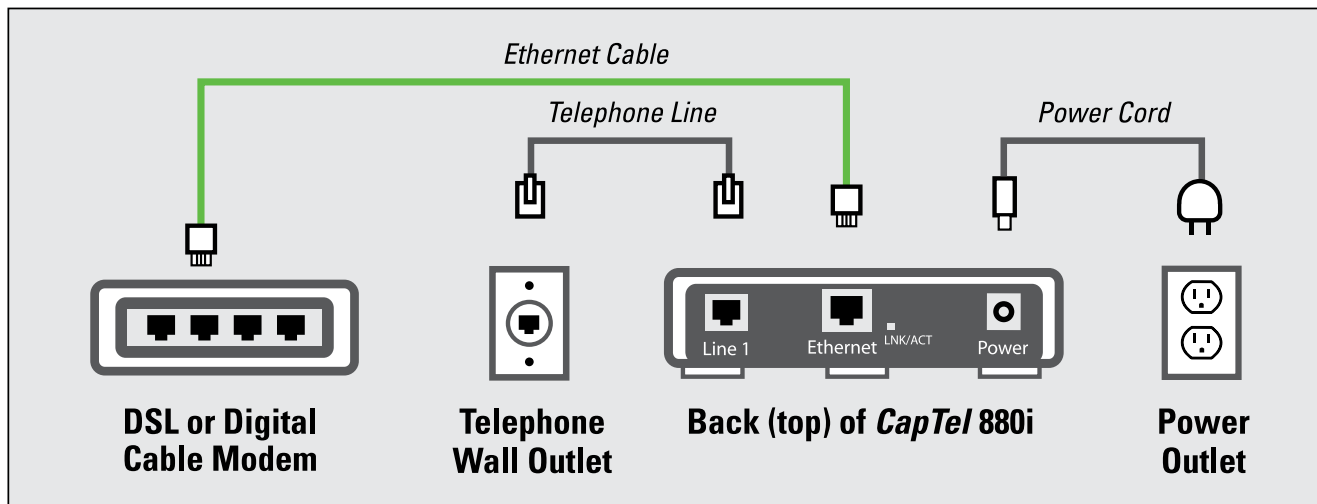 Ethernet Cable
Telephone Line
Power Cord
Line 1
Ethernet
LNK/ACT
Power
DSL or Digital
Cable Modem
Telephone
Wall Outlet
Back (top) of CapTel 880i
Power
Outlet